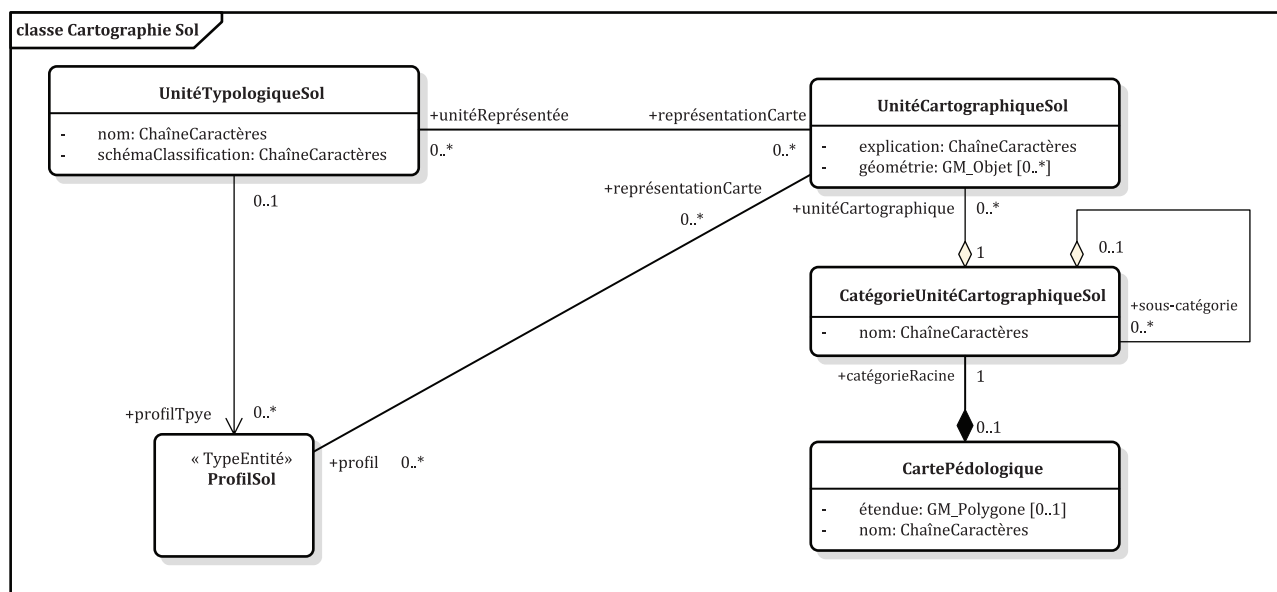 classe Cartographie Sol
UnitéTypologiqueSol
- nom: ChaîneCaractères
- schémaClassification: ChaîneCaractères
+unitéReprésentée
0..*
+représentationCarte
0..*
UnitéCartographiqueSol
- explication: ChaîneCaractères
- géométrie: GM_Objet [0..*]
0..1
+représentationCarte
0..*
+unitéCartographique
0..*
1
0..1
CatégorieUnitéCartographiqueSol
- nom: ChaîneCaractères
+sous-catégorie
0..*
+catégorieRacine
1
0..1
+profilTpye
0..*
« TypeEntité»
ProfilSol
+profil
0..*
CartePédologique
- étendue: GM_Polygone [0..1]
- nom: ChaîneCaractères